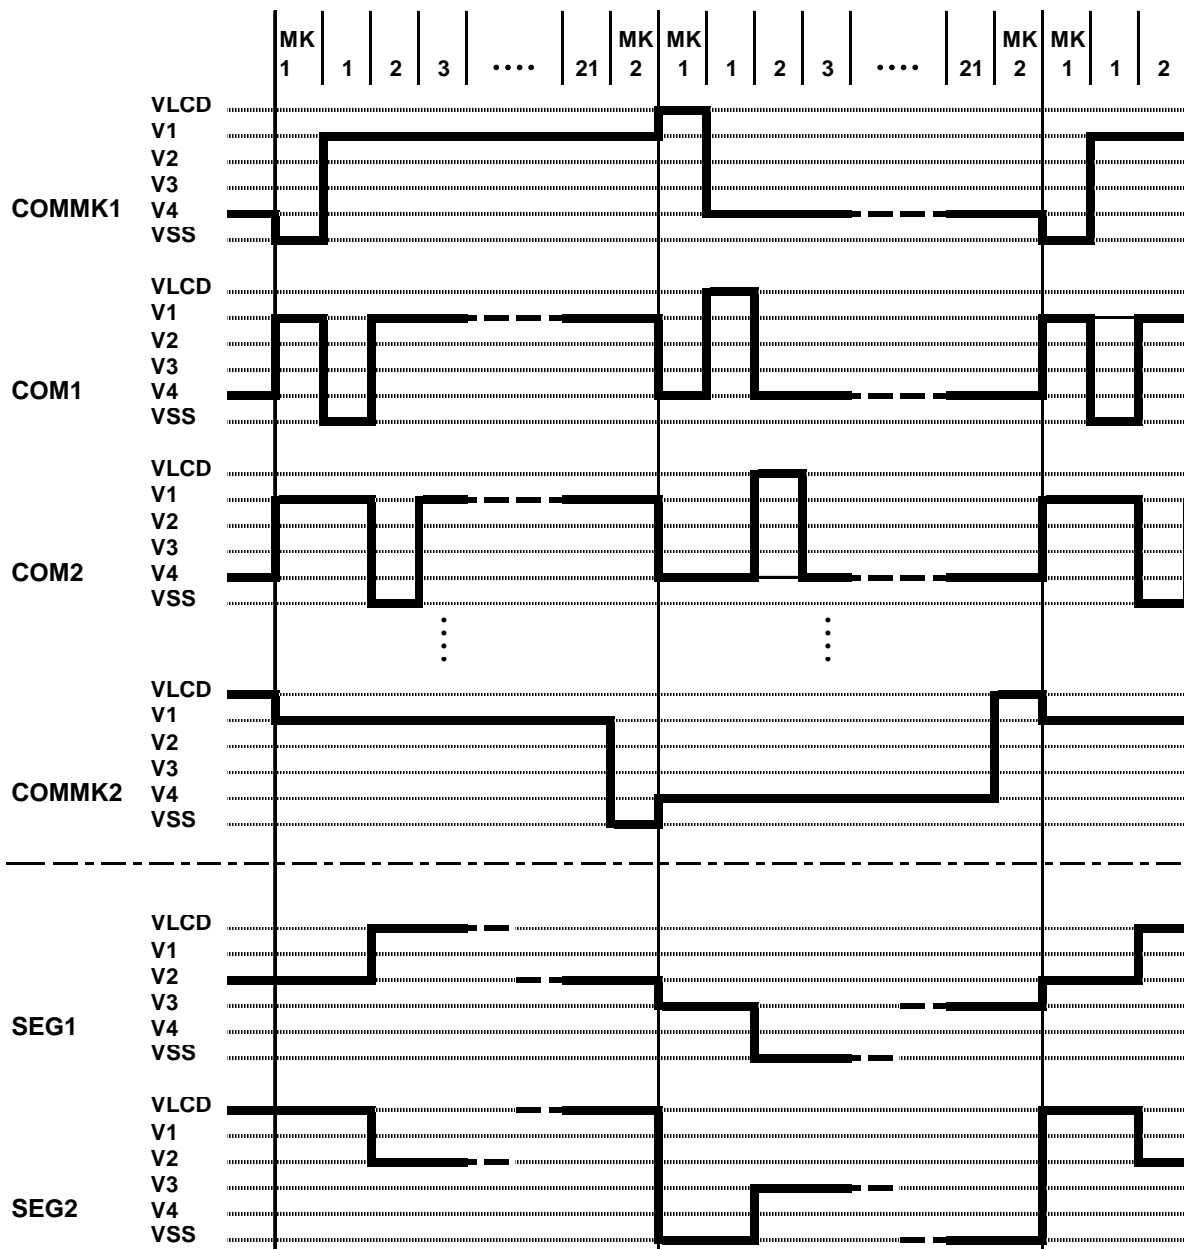 MK MK MK MK MK
1 1 2 3 .... 21 2 1 1 2 3 .... 21 2 1 1 2
VLCD
V1
V2
V3
COMMK1 V4
VSS
VLCD
V1
V2
V3
COM1 V4
VSS
VLCD
V1
V2
V3
COM2 V4
VSS
VLCD
V1
V2
V3
COMMK2 V4
VSS
VLCD
V1
V2
V3
SEG1 V4
VSS
VLCD
V1
V2
V3
SEG2 V4
VSS